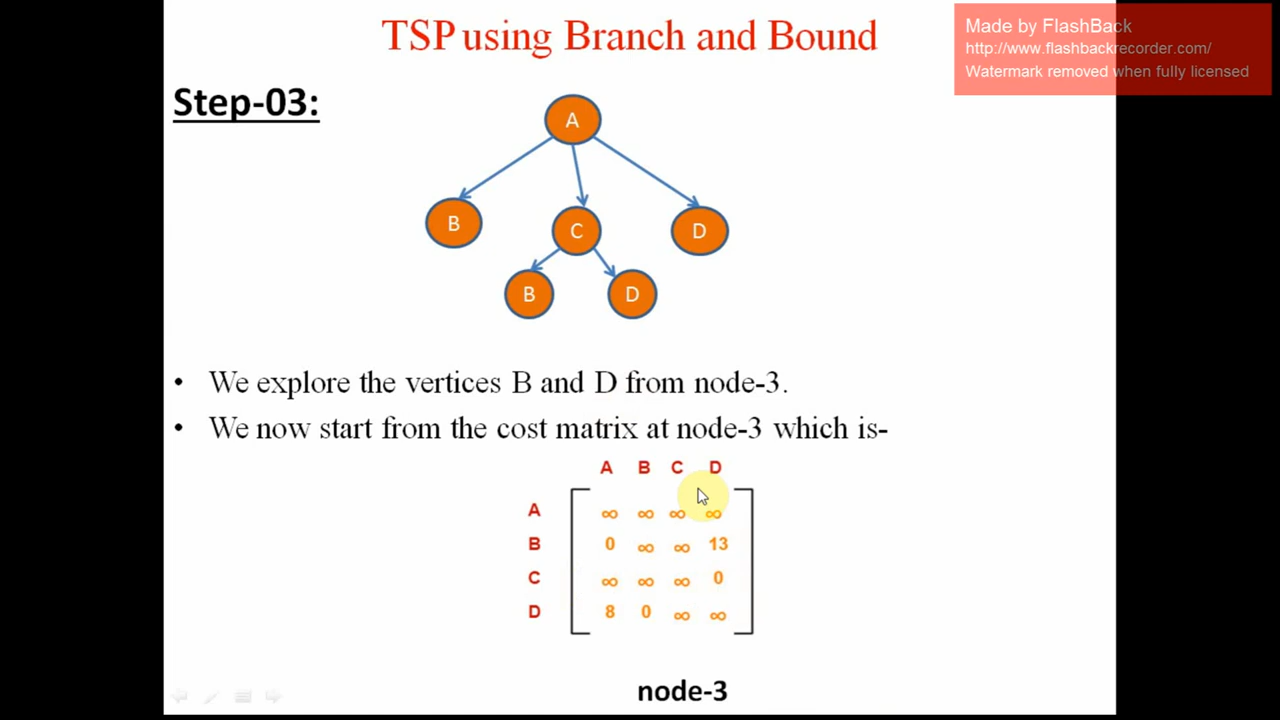 TSP using Branch and Bound
Made by FlashBack
http://www.flashbackrecorder.com/
Watermark removed when fully licensed
Step-03:
A
B C D
B D
• We explore the vertices B and D from node-3.
• We now start from the cost matrix at node-3 which is-
A B C D
A ∞ ∞ ∞ ∞
B 0 ∞ ∞ 13
C ∞ ∞ ∞ 0
D 8 0 ∞ ∞
node-3